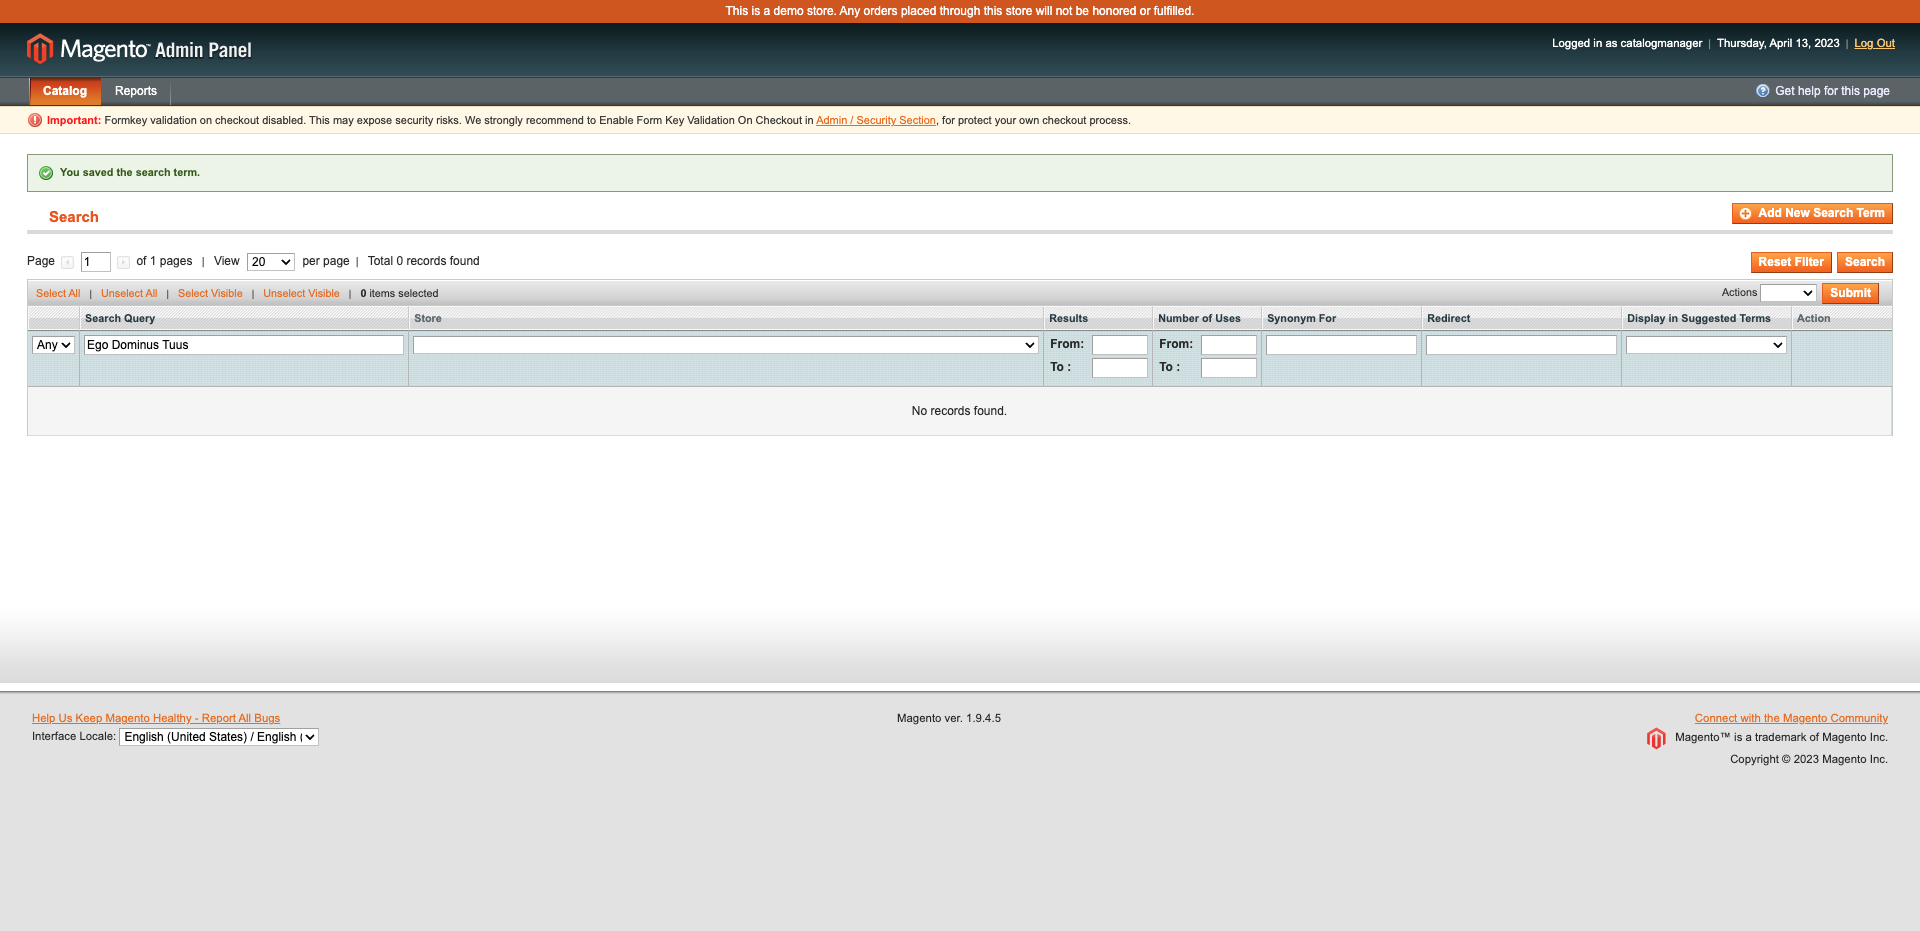 This is a demo store. Any orders placed through this store will not be honored or fulfilled.
Magento™ Admin Panel
Logged in as catalogmanager | Thursday, April 13, 2023 | Log Out
Catalog Reports Get help for this page
Important: Formkey validation on checkout disabled. This may expose security risks. We strongly recommend to Enable Form Key Validation On Checkout in Admin / Security Section, for protect your own checkout process.
You saved the search term.
Search Add New Search Term
Page 1 of 1 pages | View 20 per page | Total 0 records found Reset Filter Search
Select All | Unselect All | Select Visible | Unselect Visible | 0 items selected Actions Submit
Search Query Store Results Number of Uses Synonym For Redirect Display in Suggested Terms Action
Any Ego Dominus Tuus From: From:
To : To :
No records found.
Help Us Keep Magento Healthy - Report All Bugs Magento ver. 1.9.4.5 Connect with the Magento Community
Interface Locale: English (United States) / English ( Magento™ is a trademark of Magento Inc.
Copyright © 2023 Magento Inc.